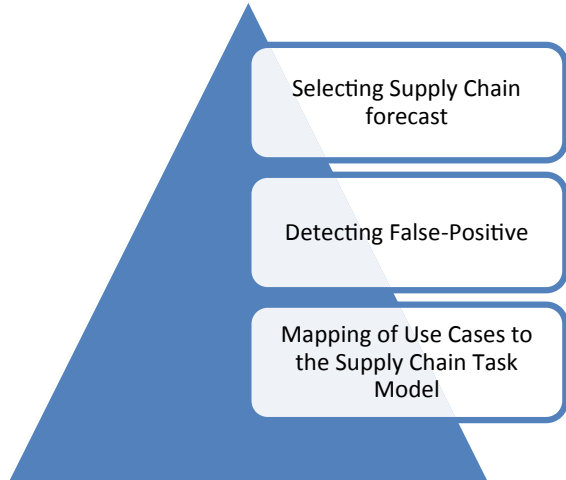 Selecting Supply Chain
forecast
Detecting False-Positive
Mapping of Use Cases to
the Supply Chain Task
Model